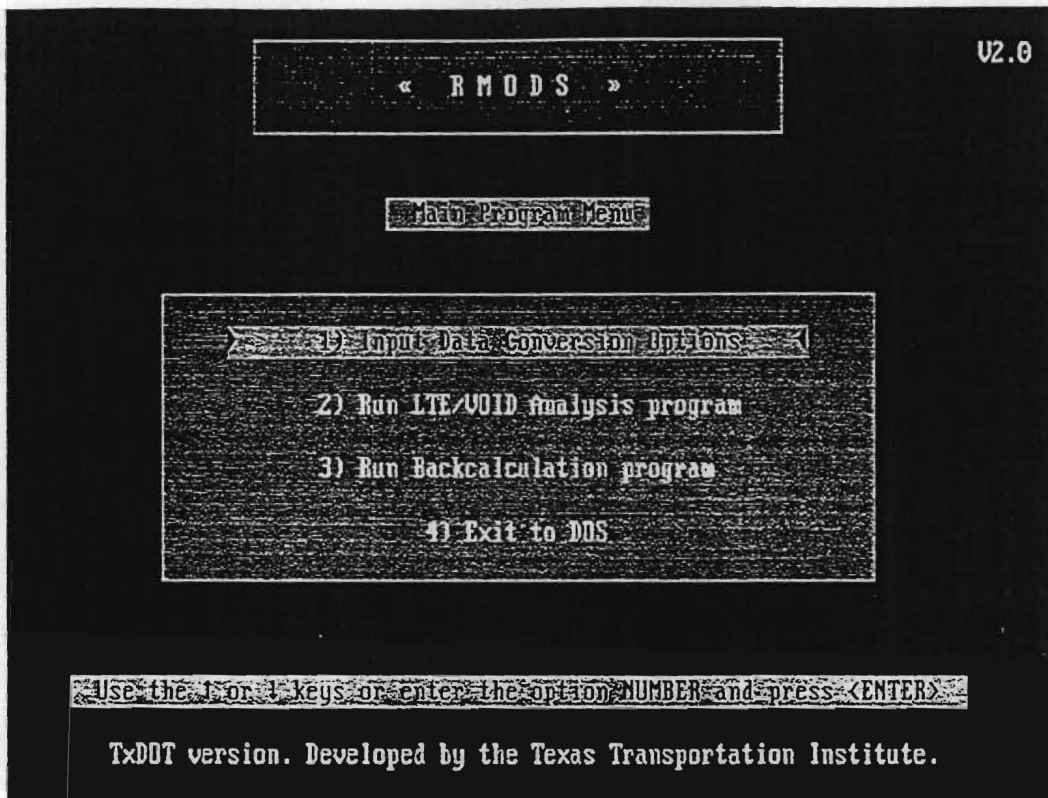 V2.0
« R M O D S »
Main Program Menu
1) Input Data Conversion Options
2) Run LTE/VOID Analysis program
3) Run Backcalculation program
4) Exit to DOS
Use the ↑ or ↓ keys or enter the option NUMBER and press <ENTER>
TxDOT version. Developed by the Texas Transportation Institute.